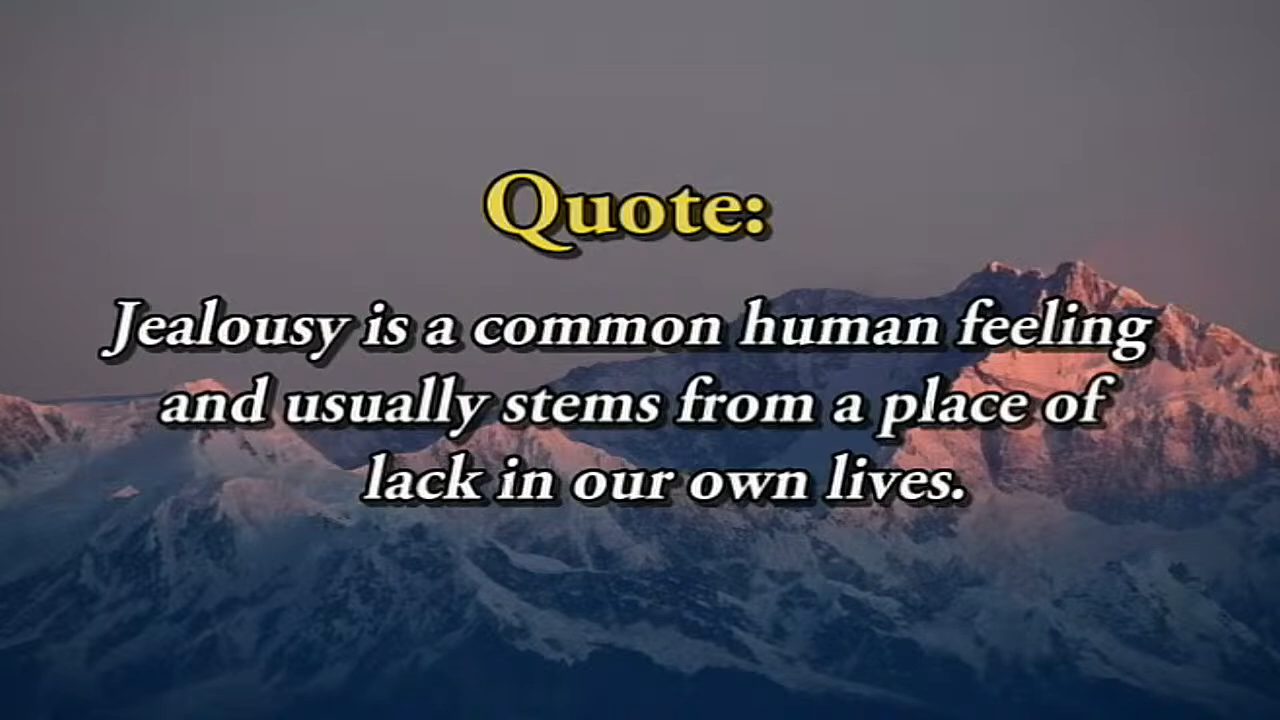 Quote:
Jealousy is a common human feeling
and usually stems from a place of
lack in our own lives.